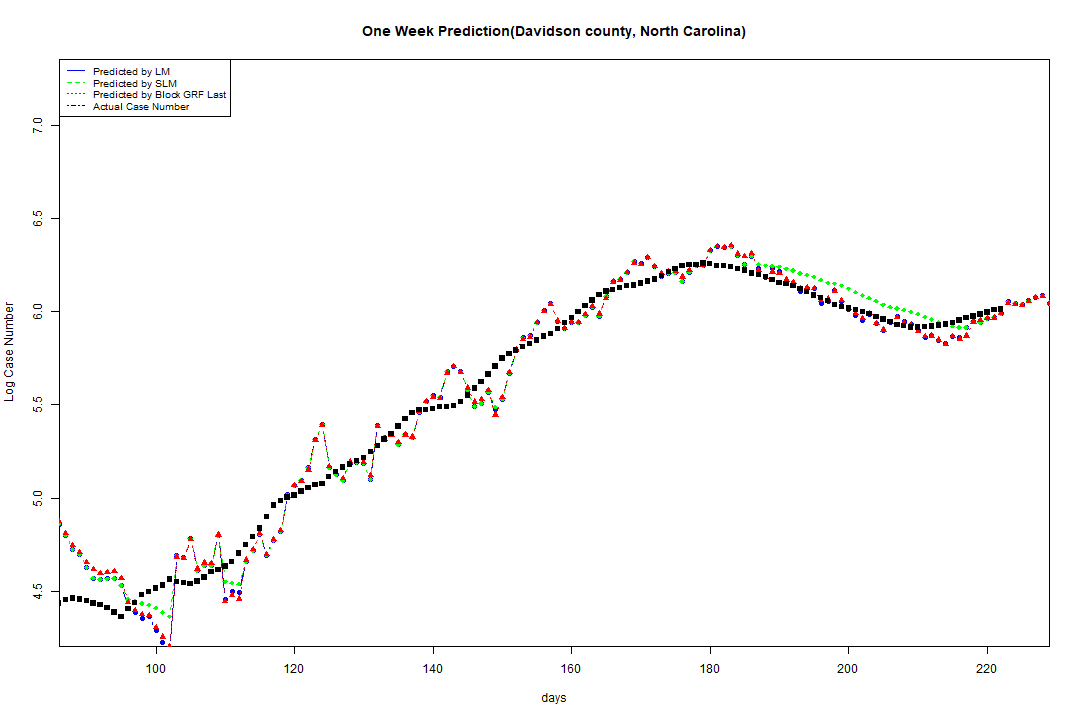 One Week Prediction(Davidson county, North Carolina)
Predicted by LM
Predicted by SLM
Predicted by Block GRF Last
Actual Case Number
7.0
6.5
6.0
5.5
5.0
4.5
Log Case Number
100 120 140 160 180 200 220
days